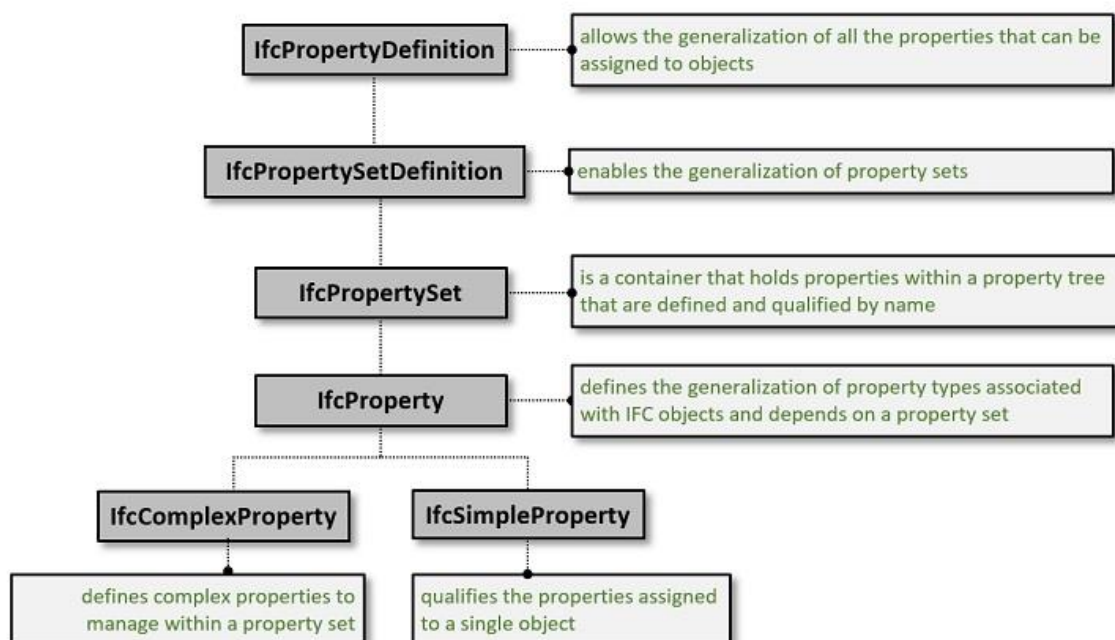 IfcPropertyDefinition
allows the generalization of all the properties that can be
assigned to objects
IfcPropertySetDefinition
enables the generalization of property sets
IfcPropertySet
is a container that holds properties within a property tree
that are defined and qualified by name
IfcProperty
defines the generalization of property types associated
with IFC objects and depends on a property set
IfcComplexProperty
IfcSimpleProperty
defines complex properties to
manage within a property set
qualifies the properties assigned
to a single object